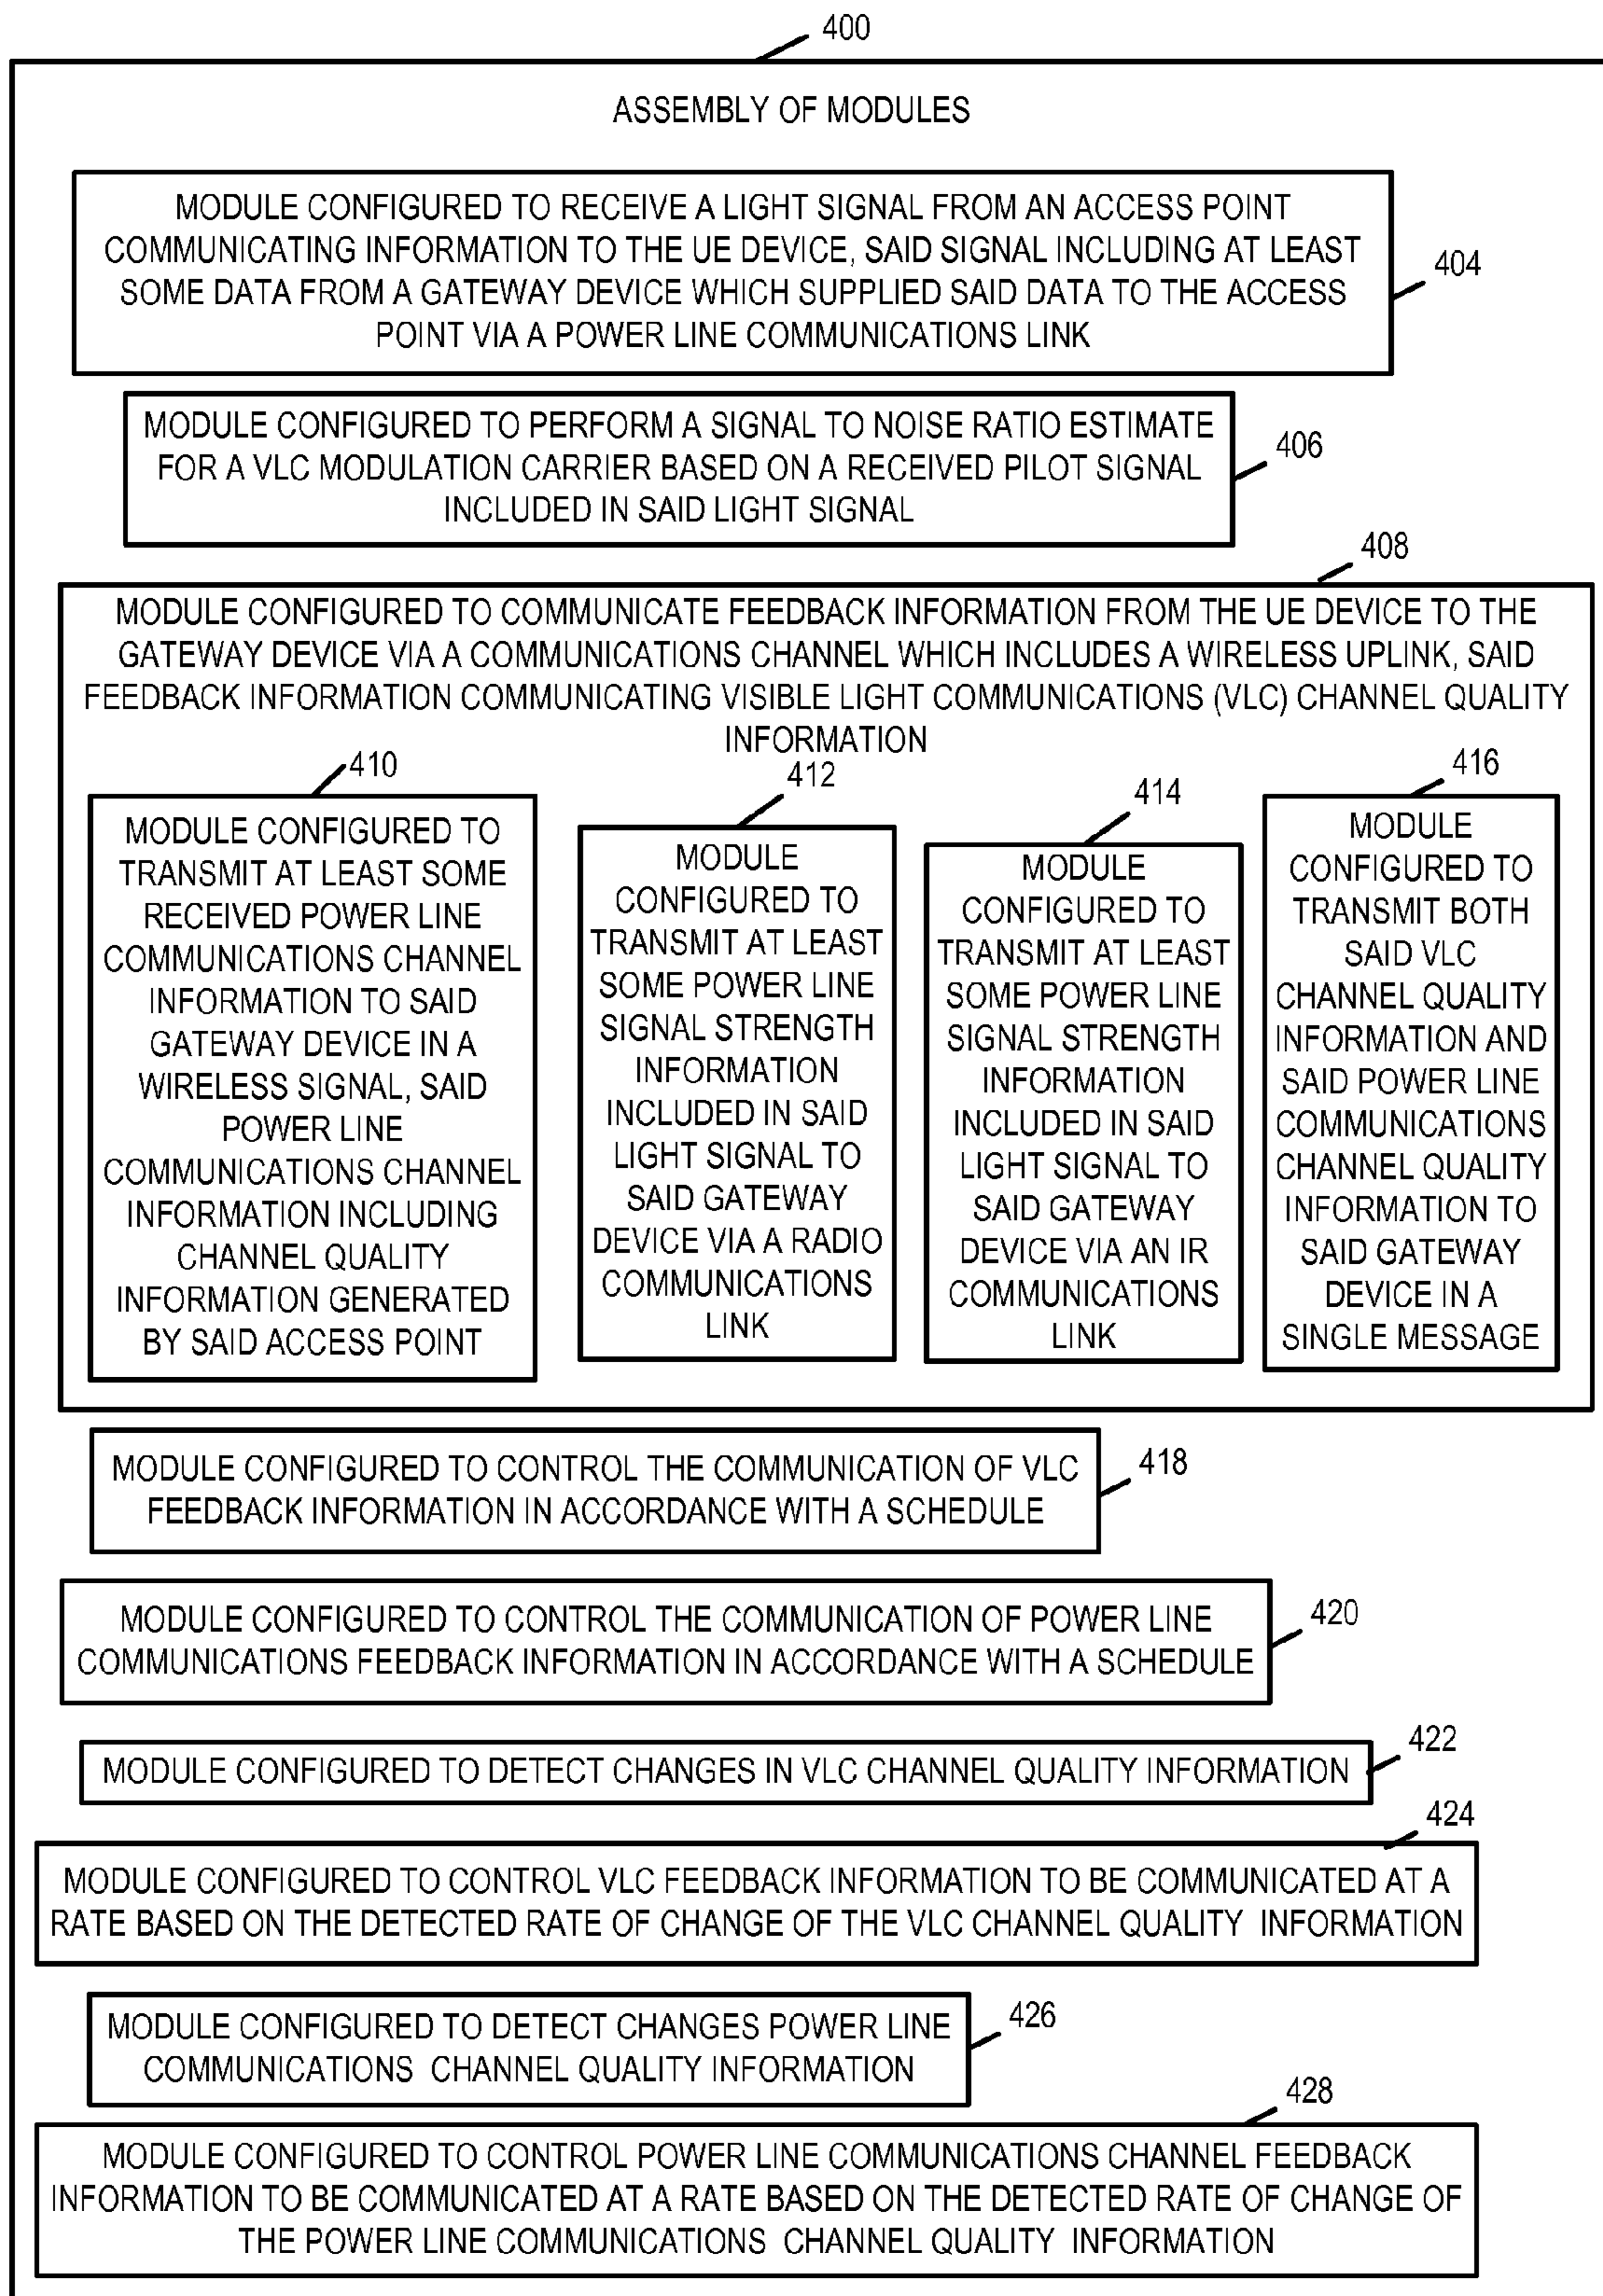 400
ASSEMBLY OF MODULES
MODULE CONFIGURED TO RECEIVE A LIGHT SIGNAL FROM AN ACCESS POINT
COMMUNICATING INFORMATION TO THE UE DEVICE, SAID SIGNAL INCLUDING AT LEAST
SOME DATA FROM A GATEWAY DEVICE WHICH SUPPLIED SAID DATA TO THE ACCESS
POINT VIA A POWER LINE COMMUNICATIONS LINK
404
MODULE CONFIGURED TO PERFORM A SIGNAL TO NOISE RATIO ESTIMATE
FOR A VLC MODULATION CARRIER BASED ON A RECEIVED PILOT SIGNAL
INCLUDED IN SAID LIGHT SIGNAL
406
408
MODULE CONFIGURED TO COMMUNICATE FEEDBACK INFORMATION FROM THE UE DEVICE TO THE
GATEWAY DEVICE VIA A COMMUNICATIONS CHANNEL WHICH INCLUDES A WIRELESS UPLINK, SAID
FEEDBACK INFORMATION COMMUNICATING VISIBLE LIGHT COMMUNICATIONS (VLC) CHANNEL QUALITY
INFORMATION
410
MODULE CONFIGURED TO
TRANSMIT AT LEAST SOME
RECEIVED POWER LINE
COMMUNICATIONS CHANNEL
INFORMATION TO SAID
GATEWAY DEVICE IN A
WIRELESS SIGNAL, SAID
POWER LINE
COMMUNICATIONS CHANNEL
INFORMATION INCLUDING
CHANNEL QUALITY
INFORMATION GENERATED
BY SAID ACCESS POINT
412
MODULE
CONFIGURED TO
TRANSMIT AT LEAST
SOME POWER LINE
SIGNAL STRENGTH
INFORMATION
INCLUDED IN SAID
LIGHT SIGNAL TO
SAID GATEWAY
DEVICE VIA A RADIO
COMMUNICATIONS
LINK
414
MODULE
CONFIGURED TO
TRANSMIT AT LEAST
SOME POWER LINE
SIGNAL STRENGTH
INFORMATION
INCLUDED IN SAID
LIGHT SIGNAL TO
SAID GATEWAY
DEVICE VIA AN IR
COMMUNICATIONS
LINK
416
MODULE
CONFIGURED TO
TRANSMIT BOTH
SAID VLC
CHANNEL QUALITY
INFORMATION AND
SAID POWER LINE
COMMUNICATIONS
CHANNEL QUALITY
INFORMATION TO
SAID GATEWAY
DEVICE IN A
SINGLE MESSAGE
MODULE CONFIGURED TO CONTROL THE COMMUNICATION OF VLC
FEEDBACK INFORMATION IN ACCORDANCE WITH A SCHEDULE
418
MODULE CONFIGURED TO CONTROL THE COMMUNICATION OF POWER LINE
COMMUNICATIONS FEEDBACK INFORMATION IN ACCORDANCE WITH A SCHEDULE
420
MODULE CONFIGURED TO DETECT CHANGES IN VLC CHANNEL QUALITY INFORMATION
422
424
MODULE CONFIGURED TO CONTROL VLC FEEDBACK INFORMATION TO BE COMMUNICATED AT A
RATE BASED ON THE DETECTED RATE OF CHANGE OF THE VLC CHANNEL QUALITY INFORMATION
MODULE CONFIGURED TO DETECT CHANGES POWER LINE
COMMUNICATIONS CHANNEL QUALITY INFORMATION
426
428
MODULE CONFIGURED TO CONTROL POWER LINE COMMUNICATIONS CHANNEL FEEDBACK
INFORMATION TO BE COMMUNICATED AT A RATE BASED ON THE DETECTED RATE OF CHANGE OF
THE POWER LINE COMMUNICATIONS CHANNEL QUALITY INFORMATION